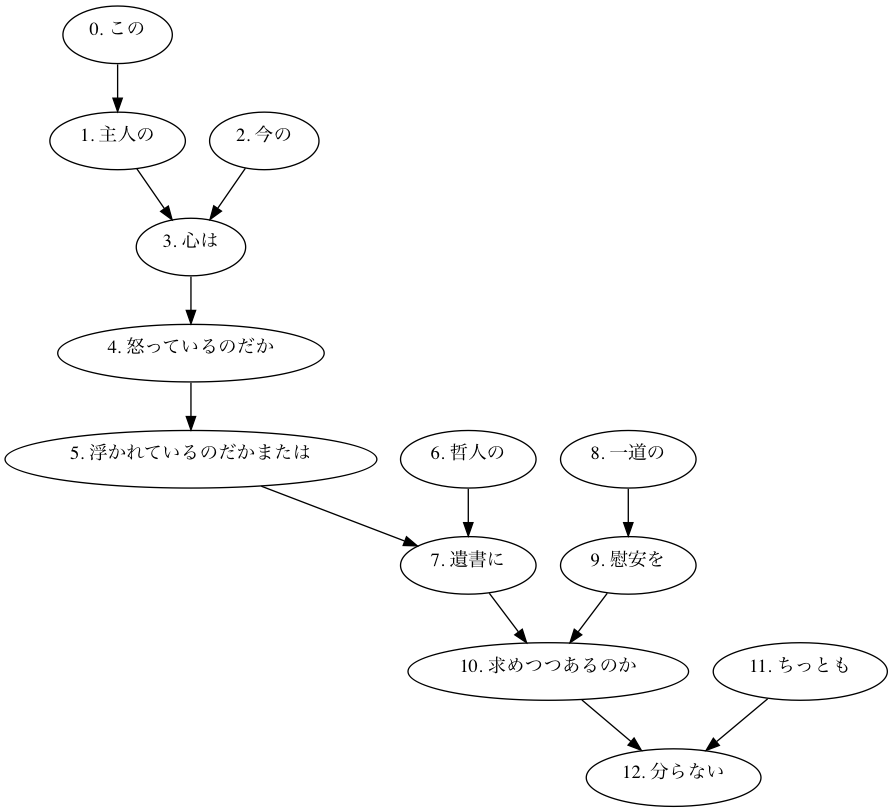 0. この
1. 主人の
2. 今の
3. 心は
4. 怒っているのだか
5. 浮かれているのだかまたは
6. 哲人の
8. 一道の
7. 遺書に
9. 慰安を
10. 求めつつあるのか
11. ちっとも
12. 分らない